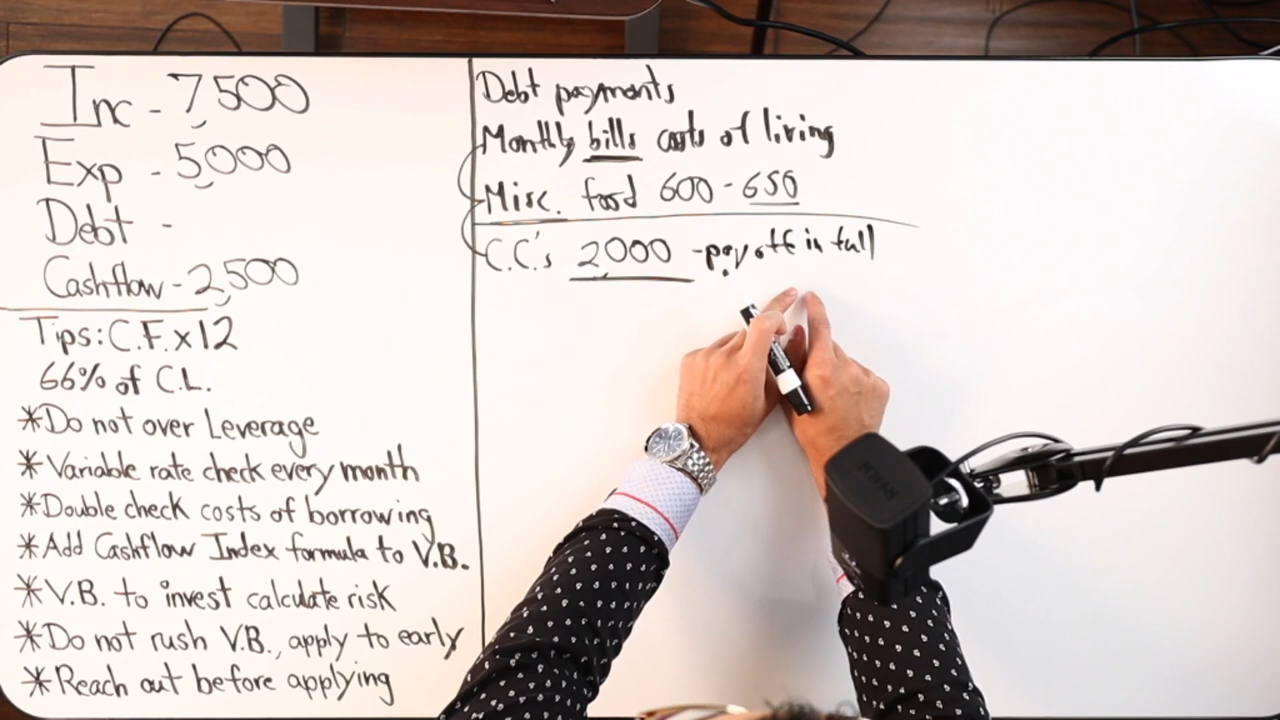 Inc - 7,500
Exp - 5,000
Debt -
Cashflow - 2,500
Tips: C.F. x 12
66% of C.L.
*Do not over Leverage
*Variable rate check every month
*Double check costs of borrowing
*Add Cashflow Index formula to V.B.
*V.B. to invest calculate risk
*Do not rush V.B., apply to early
*Reach out before applying
Debt payments
Monthly bills costs of living
Misc. food 600 - 650
C.C.'s 2,000 - pay off in full